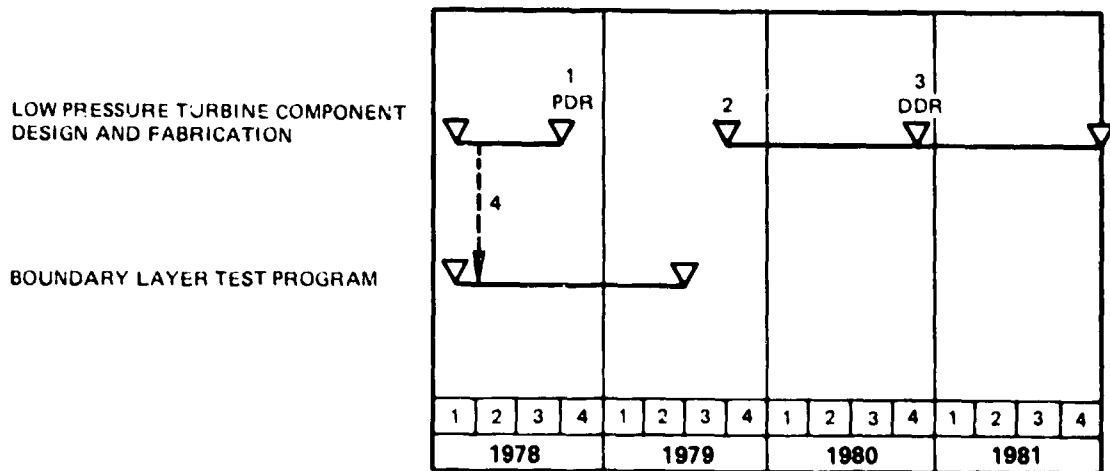 1
PDR
2
3
DDR
LOW PRESSURE TURBINE COMPONENT
DESIGN AND FABRICATION
4
BOUNDARY LAYER TEST PROGRAM
1 2 3 4 1 2 3 4 1 2 3 4 1 2 3 4
1978 1979 1980 1981